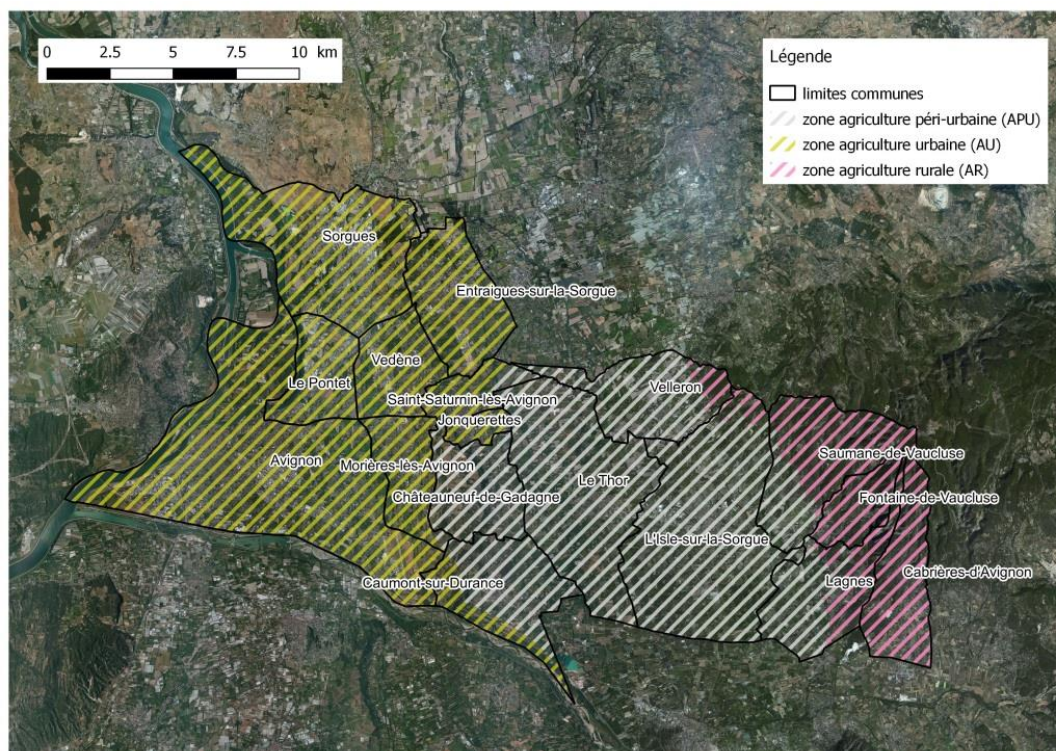 0 2.5 5 7.5 10 km
Légende
limites communes
zone agriculture péri-urbaine (APU)
zone agriculture urbaine (AU)
zone agriculture rurale (AR)
Sorgues
Entraigues-sur-la-Sorgue
Vedène
Le Pontet
Velleron
Saint-Saturnin-lès-Avignon
Jonquerettes
Avignon
Morières-lès-Avignon
Saumane-de-Vaucluse
Le Thor
Châteauneuf-de-Gadagne
Fontaine-de-Vaucluse
L'Isle-sur-la-Sorgue
Cabrières-d'Avignon
Caumont-sur-Durance
Lagnes